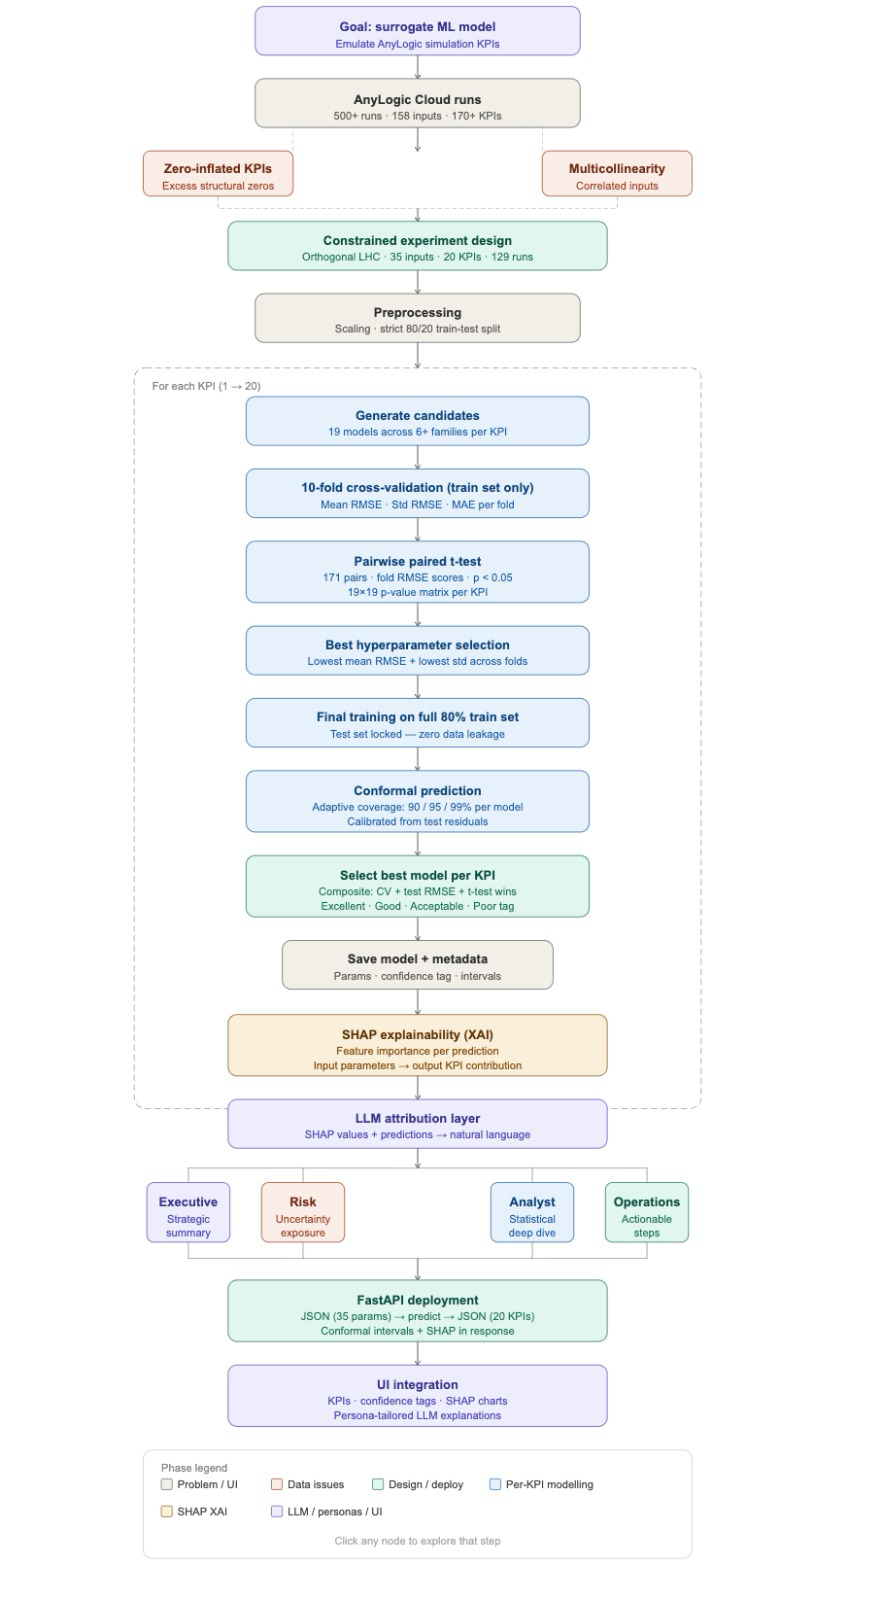 Goal: surrogate ML model
Emulate AnyLogic simulation KPIs
AnyLogic Cloud runs
500+ runs · 158 inputs · 170+ KPIs
Zero-inflated KPIs
Excess structural zeros
Multicollinearity
Correlated inputs
Constrained experiment design
Orthogonal LHC · 35 inputs · 20 KPIs · 129 runs
Preprocessing
Scaling · strict 80/20 train-test split
For each KPI (1 → 20)
Generate candidates
19 models across 6+ families per KPI
10-fold cross-validation (train set only)
Mean RMSE · Std RMSE · MAE per fold
Pairwise paired t-test
171 pairs · fold RMSE scores · p < 0.05
19×19 p-value matrix per KPI
Best hyperparameter selection
Lowest mean RMSE + lowest std across folds
Final training on full 80% train set
Test set locked — zero data leakage
Conformal prediction
Adaptive coverage: 90 / 95 / 99% per model
Calibrated from test residuals
Select best model per KPI
Composite: CV + test RMSE + t-test wins
Excellent · Good · Acceptable · Poor tag
Save model + metadata
Params · confidence tag · intervals
SHAP explainability (XAI)
Feature importance per prediction
Input parameters → output KPI contribution
LLM attribution layer
SHAP values + predictions → natural language
Executive
Strategic
summary
Risk
Uncertainty
exposure
Analyst
Statistical
deep dive
Operations
Actionable
steps
FastAPI deployment
JSON (35 params) → predict → JSON (20 KPIs)
Conformal intervals + SHAP in response
UI integration
KPIs · confidence tags · SHAP charts
Persona-tailored LLM explanations
Phase legend
Problem / UI
Data issues
Design / deploy
Per-KPI modelling
SHAP XAI
LLM / personas / UI
Click any node to explore that step